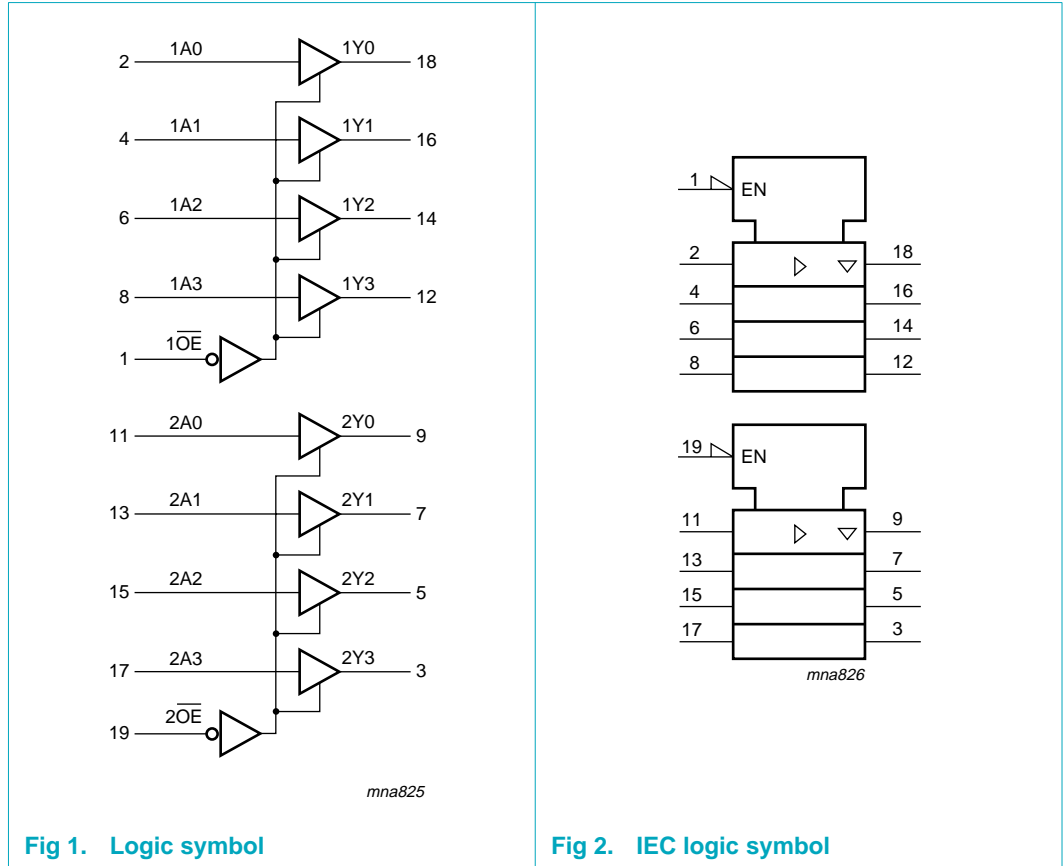 2 1A0 1Y0 18
4 1A1 1Y1 16
6 1A2 1Y2 14
8 1A3 1Y3 12
1 1O̅E̅
11 2A0 2Y0 9
13 2A1 2Y1 7
15 2A2 2Y2 5
17 2A3 2Y3 3
19 2O̅E̅
mna825
Fig 1. Logic symbol
1 EN
2 18
4 16
6 14
8 12
19 EN
11 9
13 7
15 5
17 3
mna826
Fig 2. IEC logic symbol